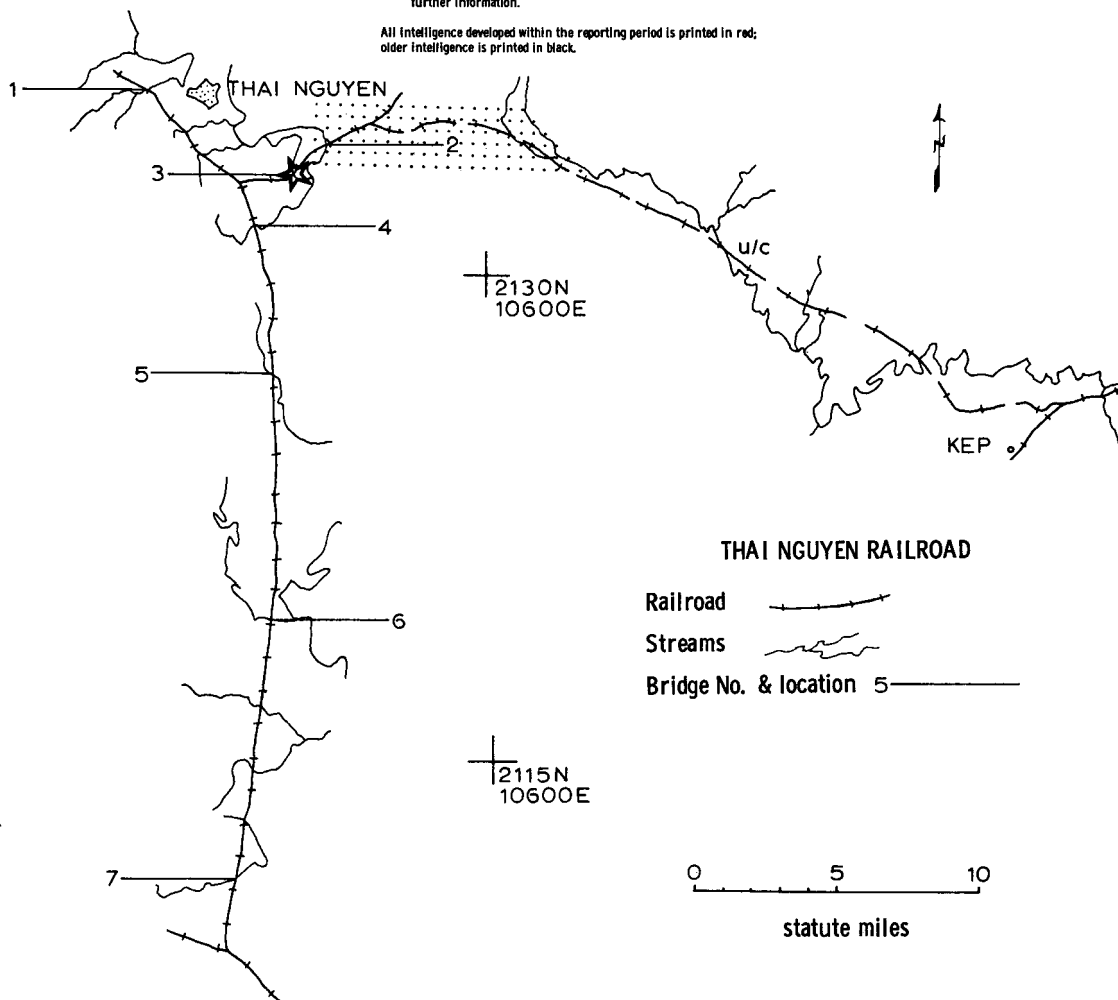 further information.
All intelligence developed within the reporting period is printed in red;
older intelligence is printed in black.
1
THAI NGUYEN
2
3
N
4
u/c
2130N
10600E
5
KEP
THAI NGUYEN RAILROAD
Railroad
6
Streams
Bridge No. & location 5
2115N
10600E
7
0 5 10
statute miles